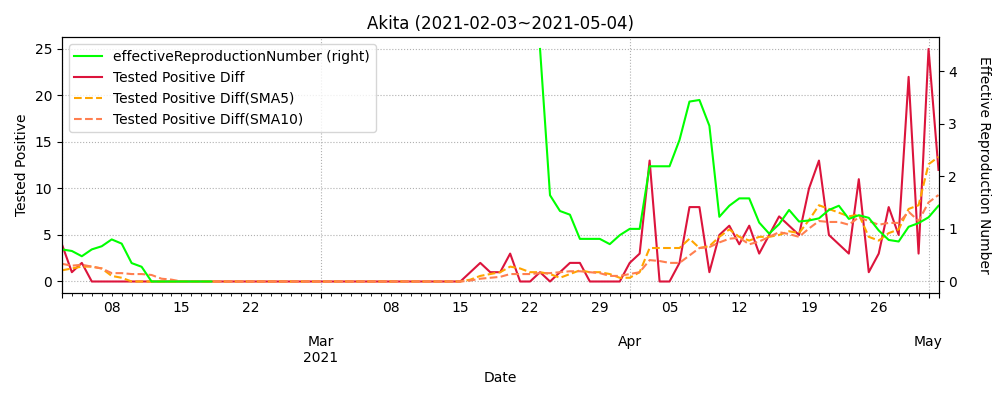 Akita (2021-02-03~2021-05-04)
effectiveReproductionNumber (right)
Tested Positive Diff
Tested Positive Diff(SMA5)
Tested Positive Diff(SMA10)
Tested Positive
25
20
15
10
5
0
4
3
2
1
0
Effective Reproduction Number
08 15 22 08 15 22 29 05 12 19 26
Mar Apr May
2021
Date